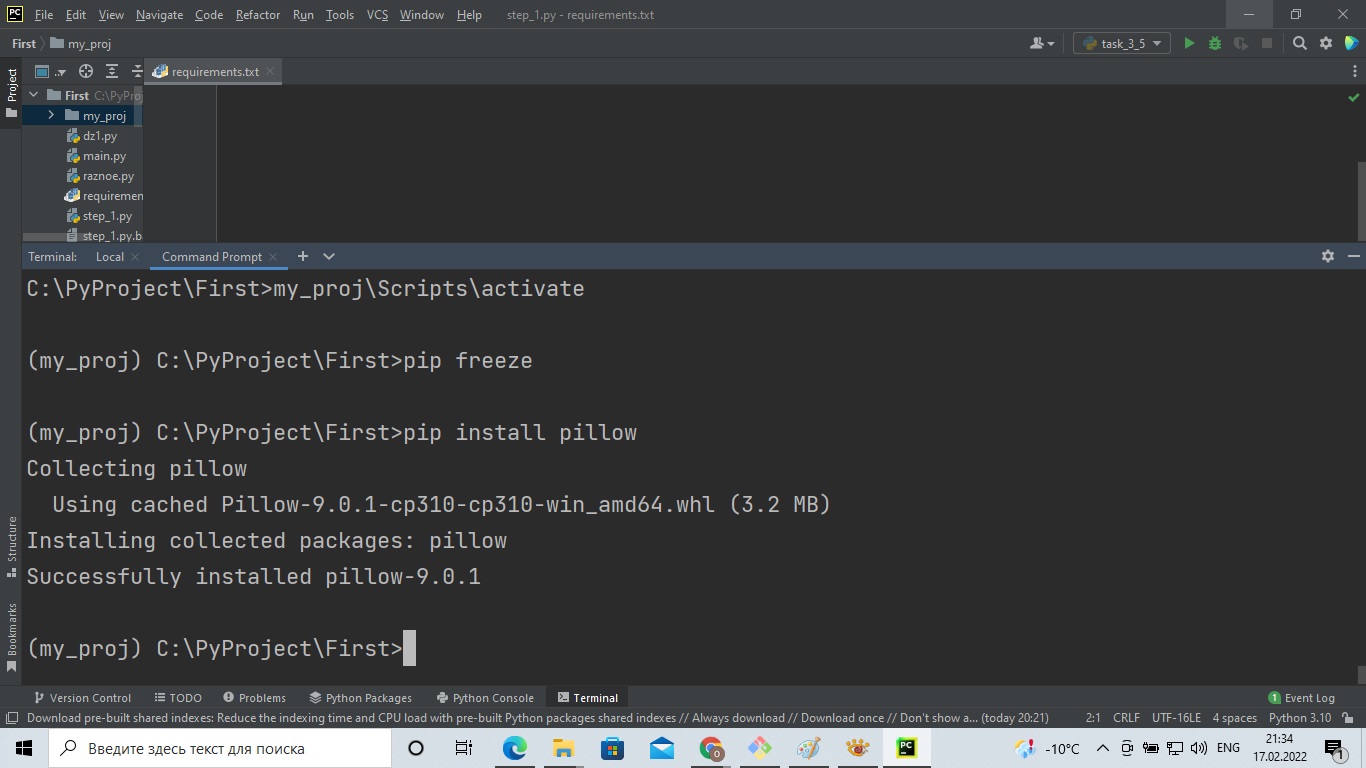 PC File Edit View Navigate Code Refactor Run Tools VCS Window Help step_1.py - requirements.txt
First my_proj task_3_5
Project .. requirements.txt
First C:\PyProj
my_proj
dz1.py
main.py
raznoe.py
requiremen
step_1.py
step_1.py.b
Terminal: Local Command Prompt
C:\PyProject\First>my_proj\Scripts\activate
(my_proj) C:\PyProject\First>pip freeze
(my_proj) C:\PyProject\First>pip install pillow
Collecting pillow
Using cached Pillow-9.0.1-cp310-cp310-win_amd64.whl (3.2 MB)
Installing collected packages: pillow
Successfully installed pillow-9.0.1
(my_proj) C:\PyProject\First>
Structure
Bookmarks
Version Control TODO Problems Python Packages Python Console Terminal 1 Event Log
Download pre-built shared indexes: Reduce the indexing time and CPU load with pre-built Python packages shared indexes // Always download // Download once // Don't show a... (today 20:21) 2:1 CRLF UTF-16LE 4 spaces Python 3.10
Введите здесь текст для поиска PC -10°C ENG 21:34
17.02.2022 1